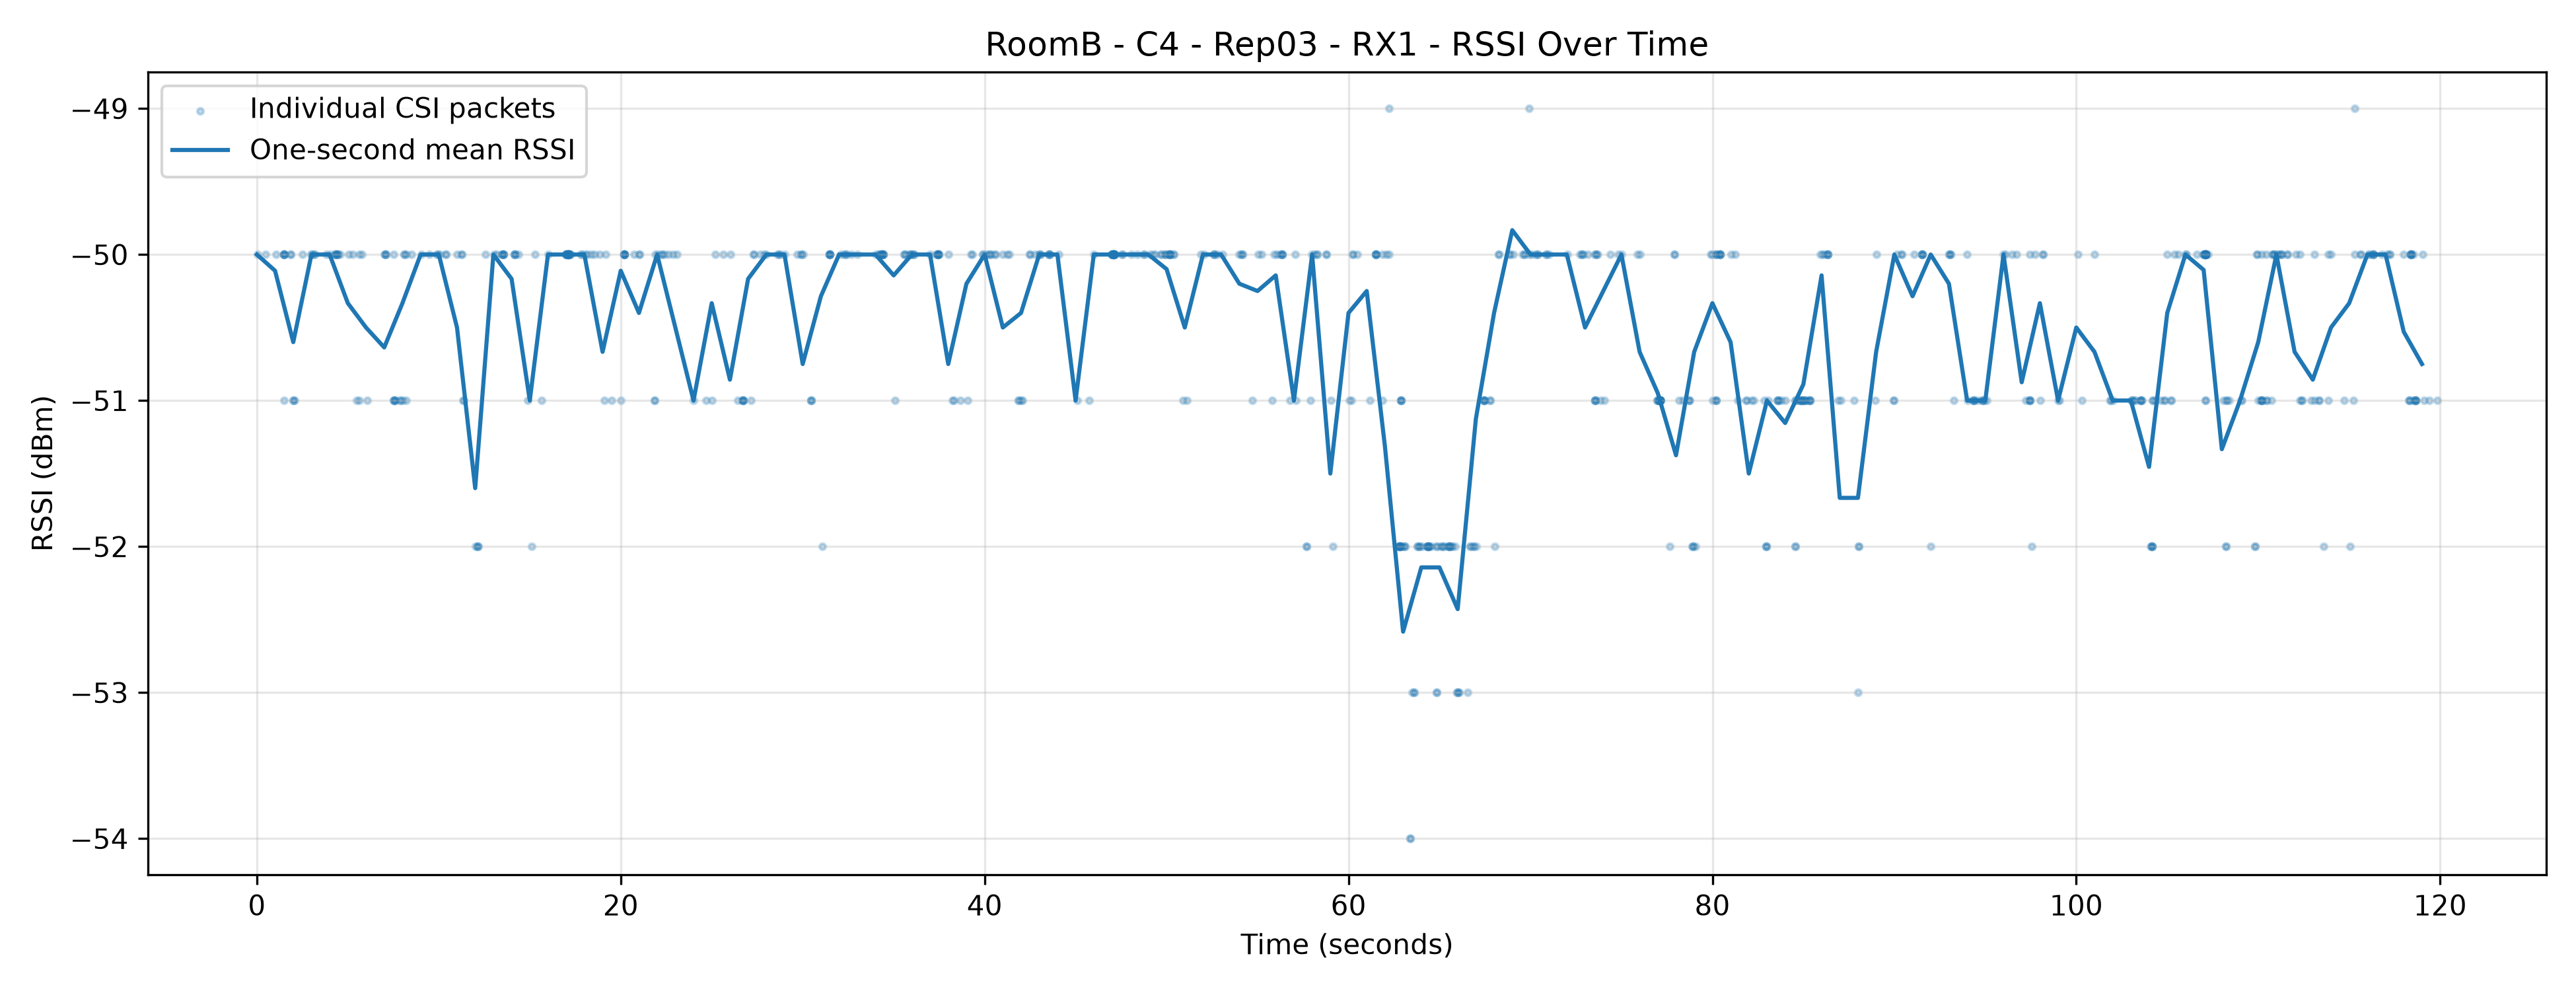 RoomB - C4 - Rep03 - RX1 - RSSI Over Time
Individual CSI packets
One-second mean RSSI
−49
−50
−51
−52
−53
−54
RSSI (dBm)
0 20 40 60 80 100 120
Time (seconds)